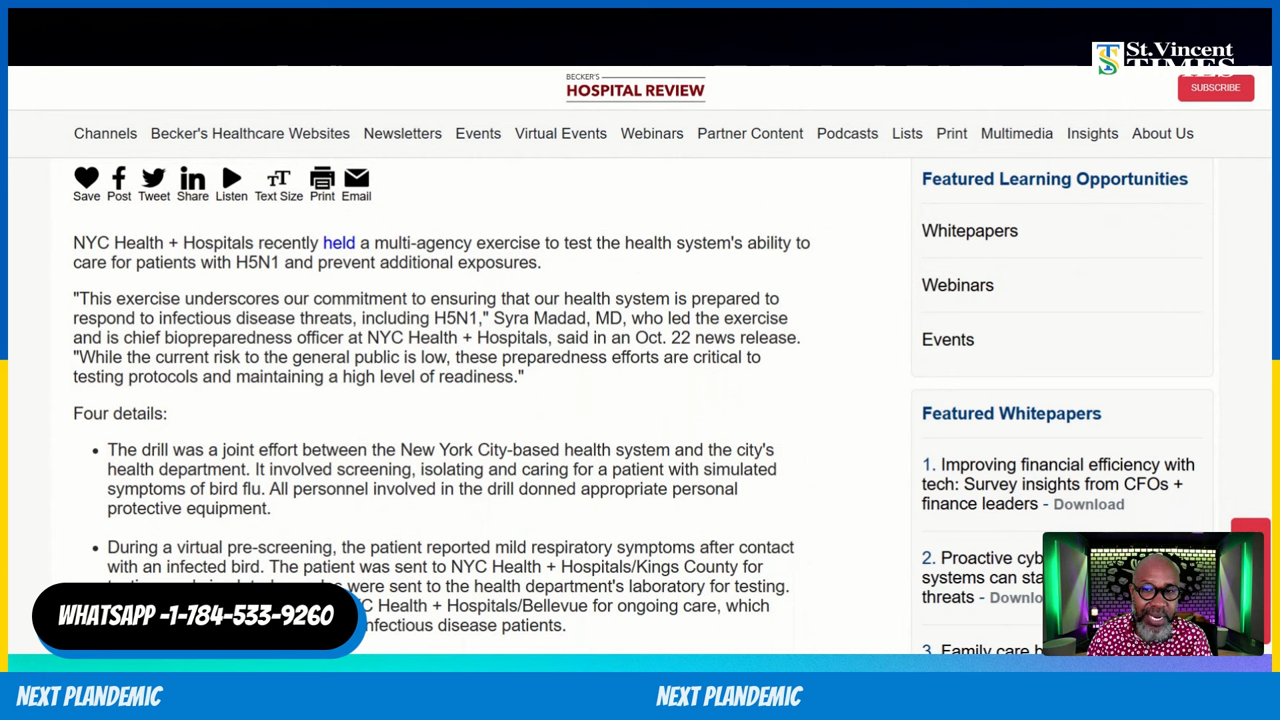 St.Vincent
TIMES
BECKER'S
HOSPITAL REVIEW
SUBSCRIBE
Channels Becker's Healthcare Websites Newsletters Events Virtual Events Webinars Partner Content Podcasts Lists Print Channels Multimedia Insights About Us
Save Post Tweet Share Listen Text Size Print Email
NYC Health + Hospitals recently held a multi-agency exercise to test the health system's ability to
care for patients with H5N1 and prevent additional exposures.
"This exercise underscores our commitment to ensuring that our health system is prepared to
respond to infectious disease threats, including H5N1," Syra Madad, MD, who led the exercise
and is chief biopreparedness officer at NYC Health + Hospitals, said in an Oct. 22 news release.
"While the current risk to the general public is low, these preparedness efforts are critical to
testing protocols and maintaining a high level of readiness."
Four details:
• The drill was a joint effort between the New York City-based health system and the city's
health department. It involved screening, isolating and caring for a patient with simulated
symptoms of bird flu. All personnel involved in the drill donned appropriate personal
protective equipment.
• During a virtual pre-screening, the patient reported mild respiratory symptoms after contact
with an infected bird. The patient was sent to NYC Health + Hospitals/Kings County for
were sent to the health department's laboratory for testing.
Health + Hospitals/Bellevue for ongoing care, which
infectious disease patients.
Featured Learning Opportunities
Whitepapers
Webinars
Events
Featured Whitepapers
1. Improving financial efficiency with
tech: Survey insights from CFOs +
finance leaders - Download
2. Proactive
systems can
threats -
3. Family care
WHATSAPP -1-784-533-9260
NEXT PLANDEMIC NEXT PLANDEMIC